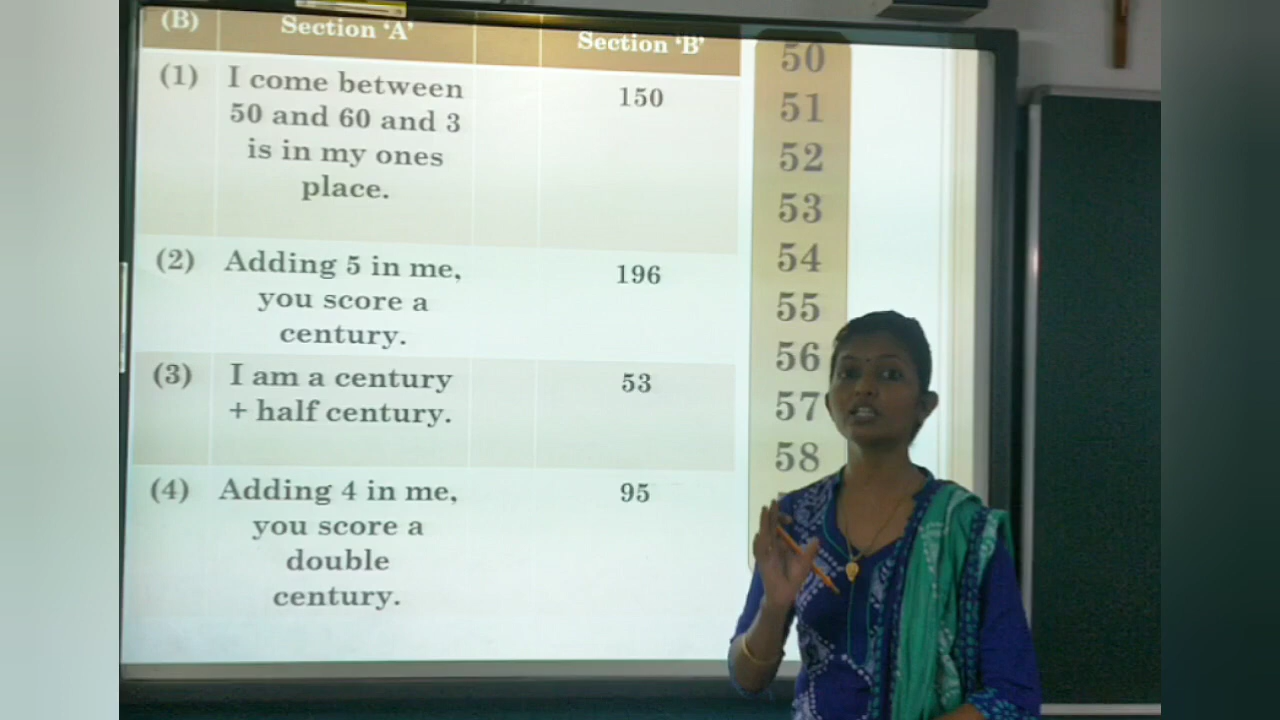 (B) Section ‘A’ Section ‘B’
(1) I come between 150
50 and 60 and 3
is in my ones
place.
(2) Adding 5 in me, 196
you score a
century.
(3) I am a century 53
+ half century.
(4) Adding 4 in me, 95
you score a
double
century.
50
51
52
53
54
55
56
57
58